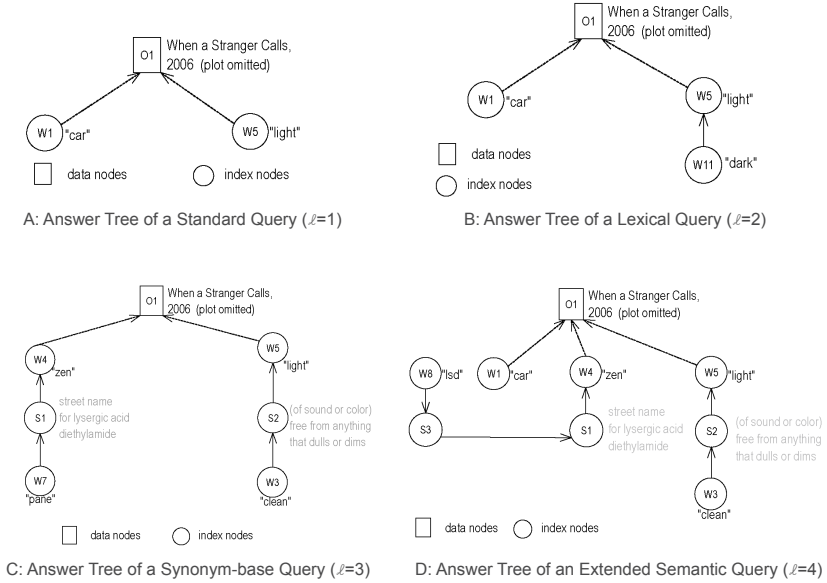 O1
When a Stranger Calls,
2006 (plot omitted)
W1
"car"
W5
"light"
data nodes
index nodes
A: Answer Tree of a Standard Query (ℓ=1)
O1
When a Stranger Calls,
2006 (plot omitted)
W1
"car"
W5
"light"
W11
"dark"
data nodes
index nodes
B: Answer Tree of a Lexical Query (ℓ=2)
O1
When a Stranger Calls,
2006 (plot omitted)
W4
"zen"
W5
"light"
S1
street name
for lysergic acid
diethylamide
S2
(of sound or color)
free from anything
that dulls or dims
W7
"pane"
W3
"clean"
data nodes
index nodes
C: Answer Tree of a Synonym-base Query (ℓ=3)
O1
When a Stranger Calls,
2006 (plot omitted)
W8
"lsd"
W1
"car"
W4
"zen"
W5
"light"
S3
S1
street name
for lysergic acid
diethylamide
S2
(of sound or color)
free from anything
that dulls or dims
W3
"clean"
data nodes
index nodes
D: Answer Tree of an Extended Semantic Query (ℓ=4)